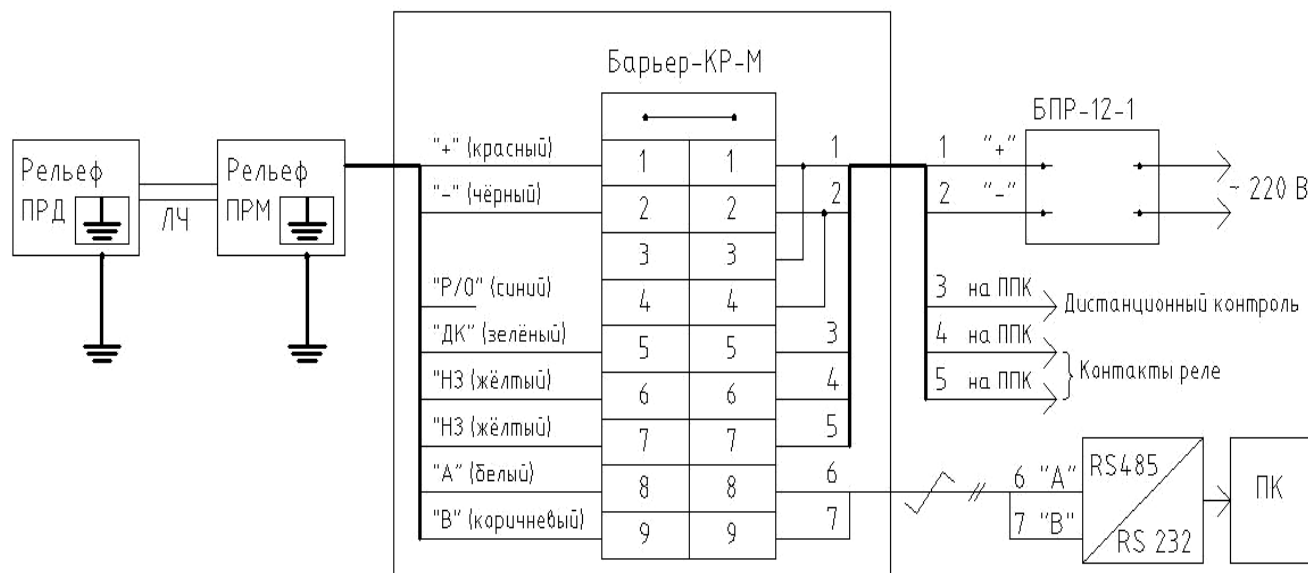 Барьер-КР-М
БПР-12-1
Рельеф
ПРД
ЛЧ
Рельеф
ПРМ
"+" (красный)
"-" (чёрный)
"Р/О" (синий)
"ДК" (зелёный)
"НЗ (жёлтый)
"НЗ (жёлтый)
"А" (белый)
"В" (коричневый)
1 1
2 2
3 3
4 4
5 5
6 6
7 7
8 8
9 9
1
2
3
4
5
6
7
1 "+"
2 "-"
~ 220 В
3 на ППК
Дистанционный контроль
4 на ППК
5 на ППК
Контакты реле
6 "А"
7 "В"
RS485
RS 232
ПК